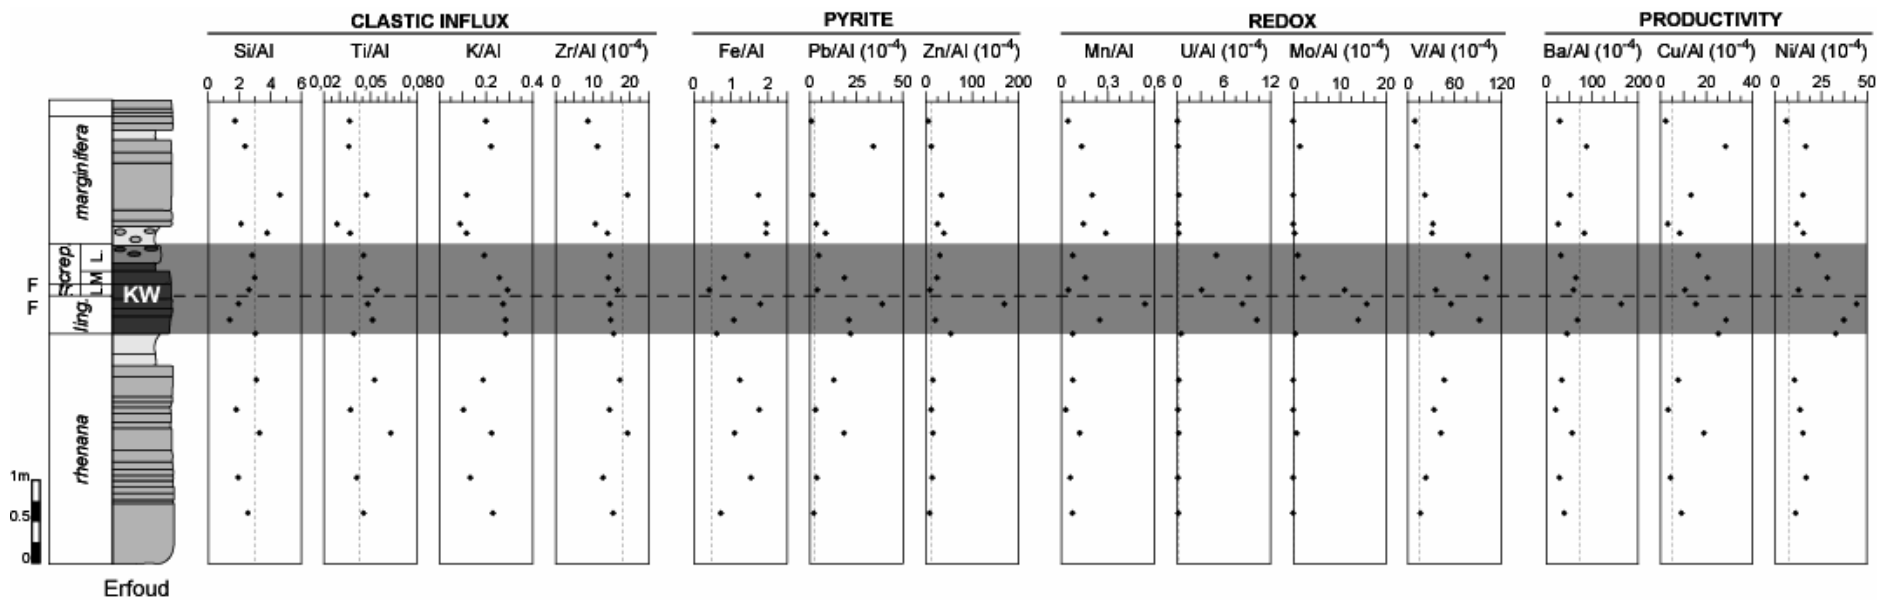 CLASTIC INFLUX PYRITE REDOX PRODUCTIVITY
Si/Al Ti/Al K/Al Zr/Al (10-4) Fe/Al Pb/Al (10-4) Zn/Al (10-4) Mn/Al U/Al (10-4) Mo/Al (10-4) V/Al (10-4) Ba/Al (10-4) Cu/Al (10-4) Ni/Al (10-4)
0 2 4 6 0,02 0,05 0,08 0 0.2 0.4 0 10 20 0 1 2 0 25 50 0 100 200 0 0.3 0.6 0 6 12 0 10 20 0 60 120 0 100 200 0 20 40 0 25 50
marginifera
crep. L.
F LM KW
F ling.
rhenana
1m
0.5
0
Erfoud